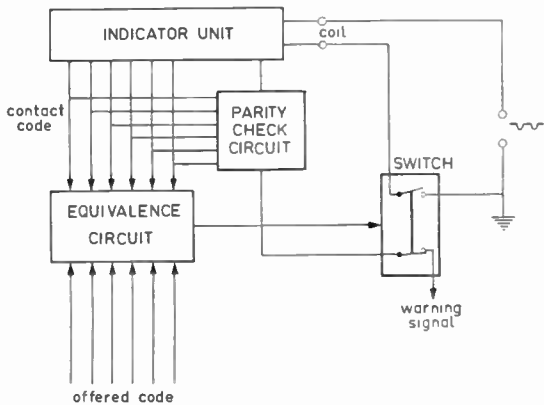 INDICATOR UNIT
coil
contact
code
PARITY
CHECK
CIRCUIT
SWITCH
EQUIVALENCE
CIRCUIT
warning
signal
offered code